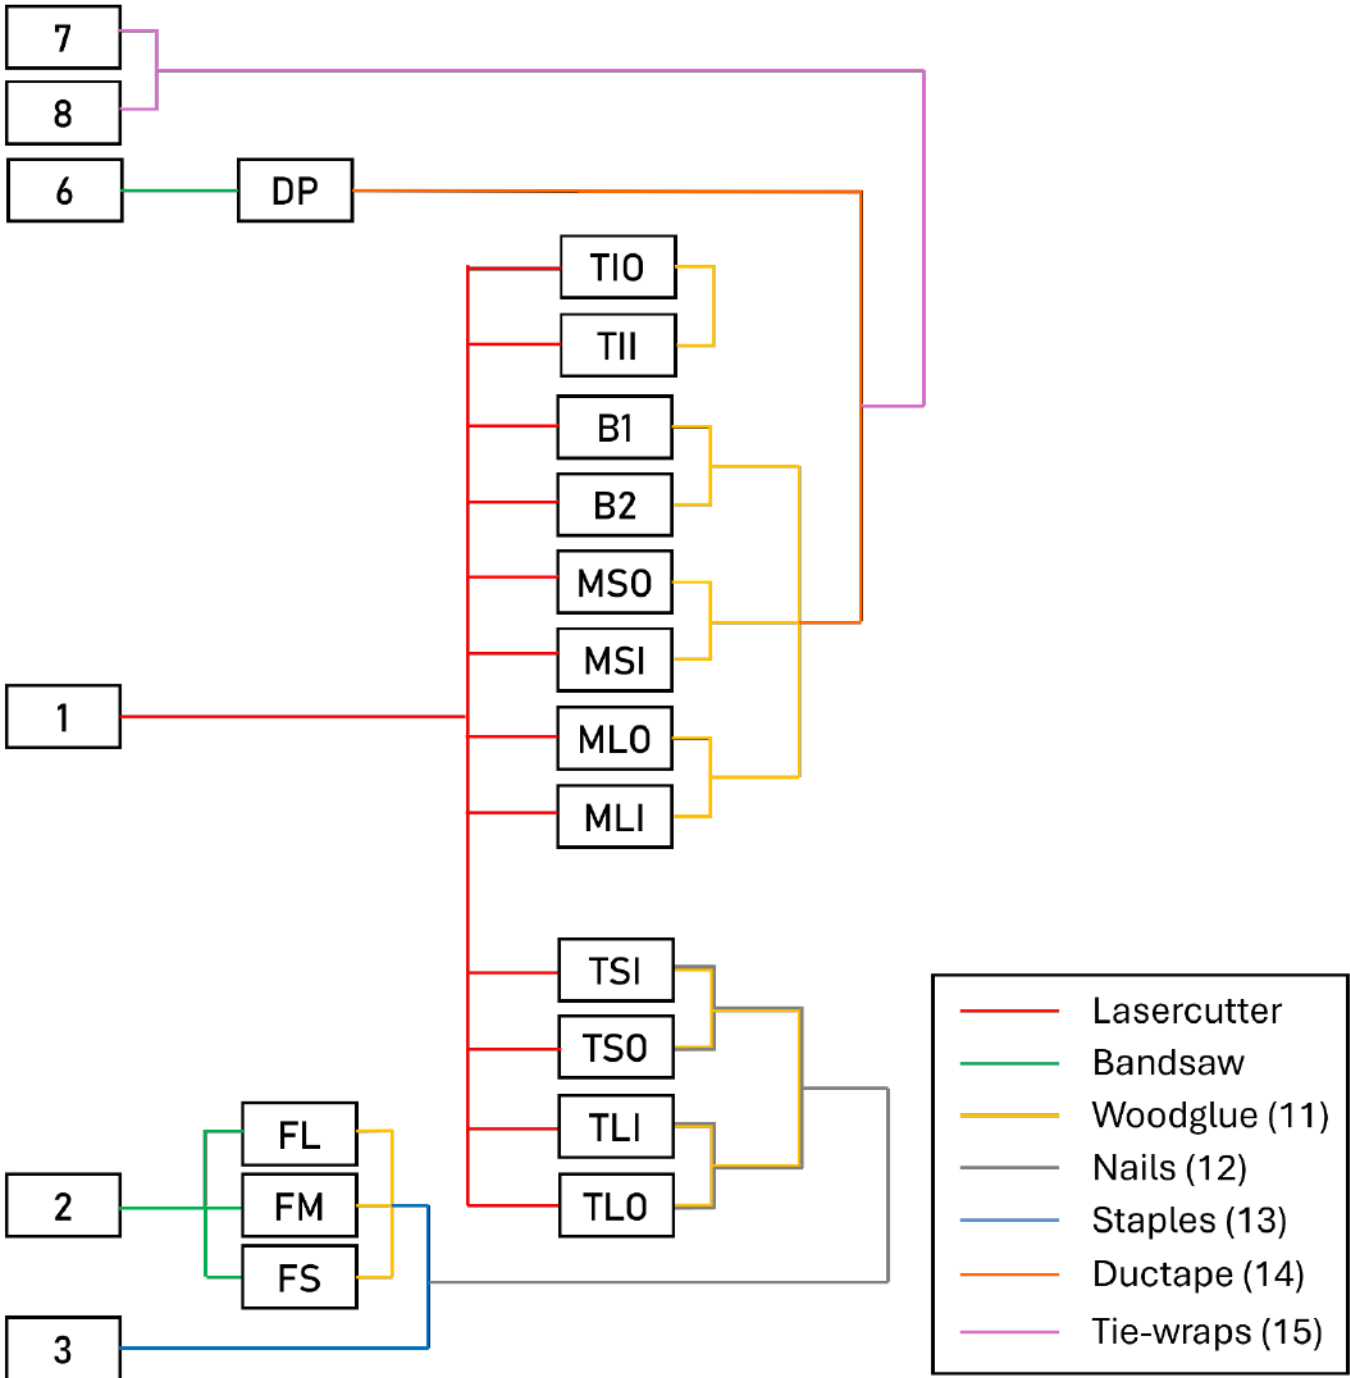 7
8
6
DP
TIO
TII
B1
B2
MSO
MSI
1
MLO
MLI
TSI
TSO
TLI
TLO
FL
2
FM
FS
3
Lasercutter
Bandsaw
Woodglue (11)
Nails (12)
Staples (13)
Ductape (14)
Tie-wraps (15)